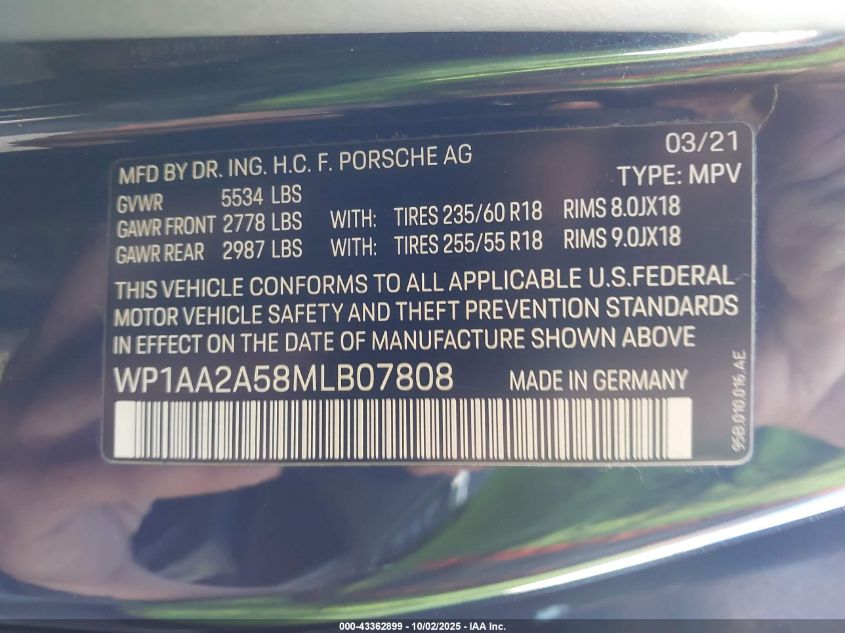 MFD BY DR. ING. H.C. F. PORSCHE AG 03/21
TYPE: MPV
GVWR 5534 LBS
GAWR FRONT 2778 LBS WITH: TIRES 235/60 R18 RIMS 8.0JX18
GAWR REAR 2987 LBS WITH: TIRES 255/55 R18 RIMS 9.0JX18
THIS VEHICLE CONFORMS TO ALL APPLICABLE U.S.FEDERAL
MOTOR VEHICLE SAFETY AND THEFT PREVENTION STANDARDS
IN EFFECT ON THE DATE OF MANUFACTURE SHOWN ABOVE
WP1AA2A58MLB07808 MADE IN GERMANY
95B.010.016.AE
000-43362899 - 10/02/2025 - IAA Inc.